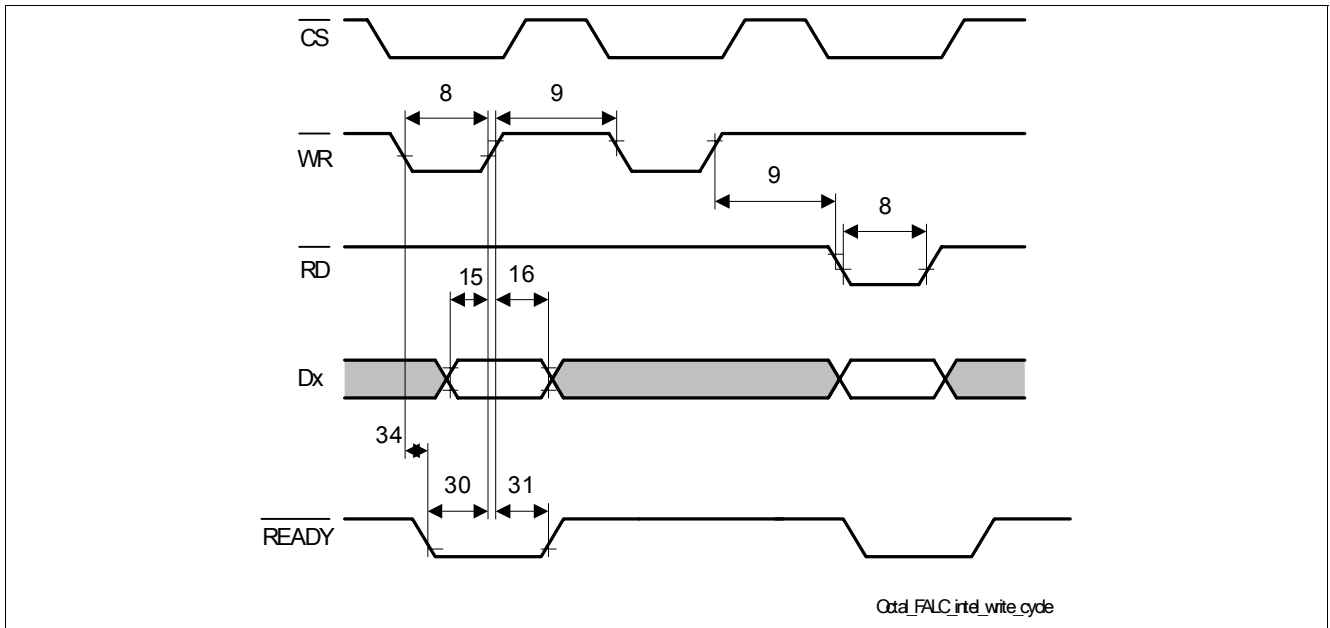 CS
8 9
WR
9
8
RD
15 16
Dx
34
30 31
READY
Octal_FALC_intel_write_cycle